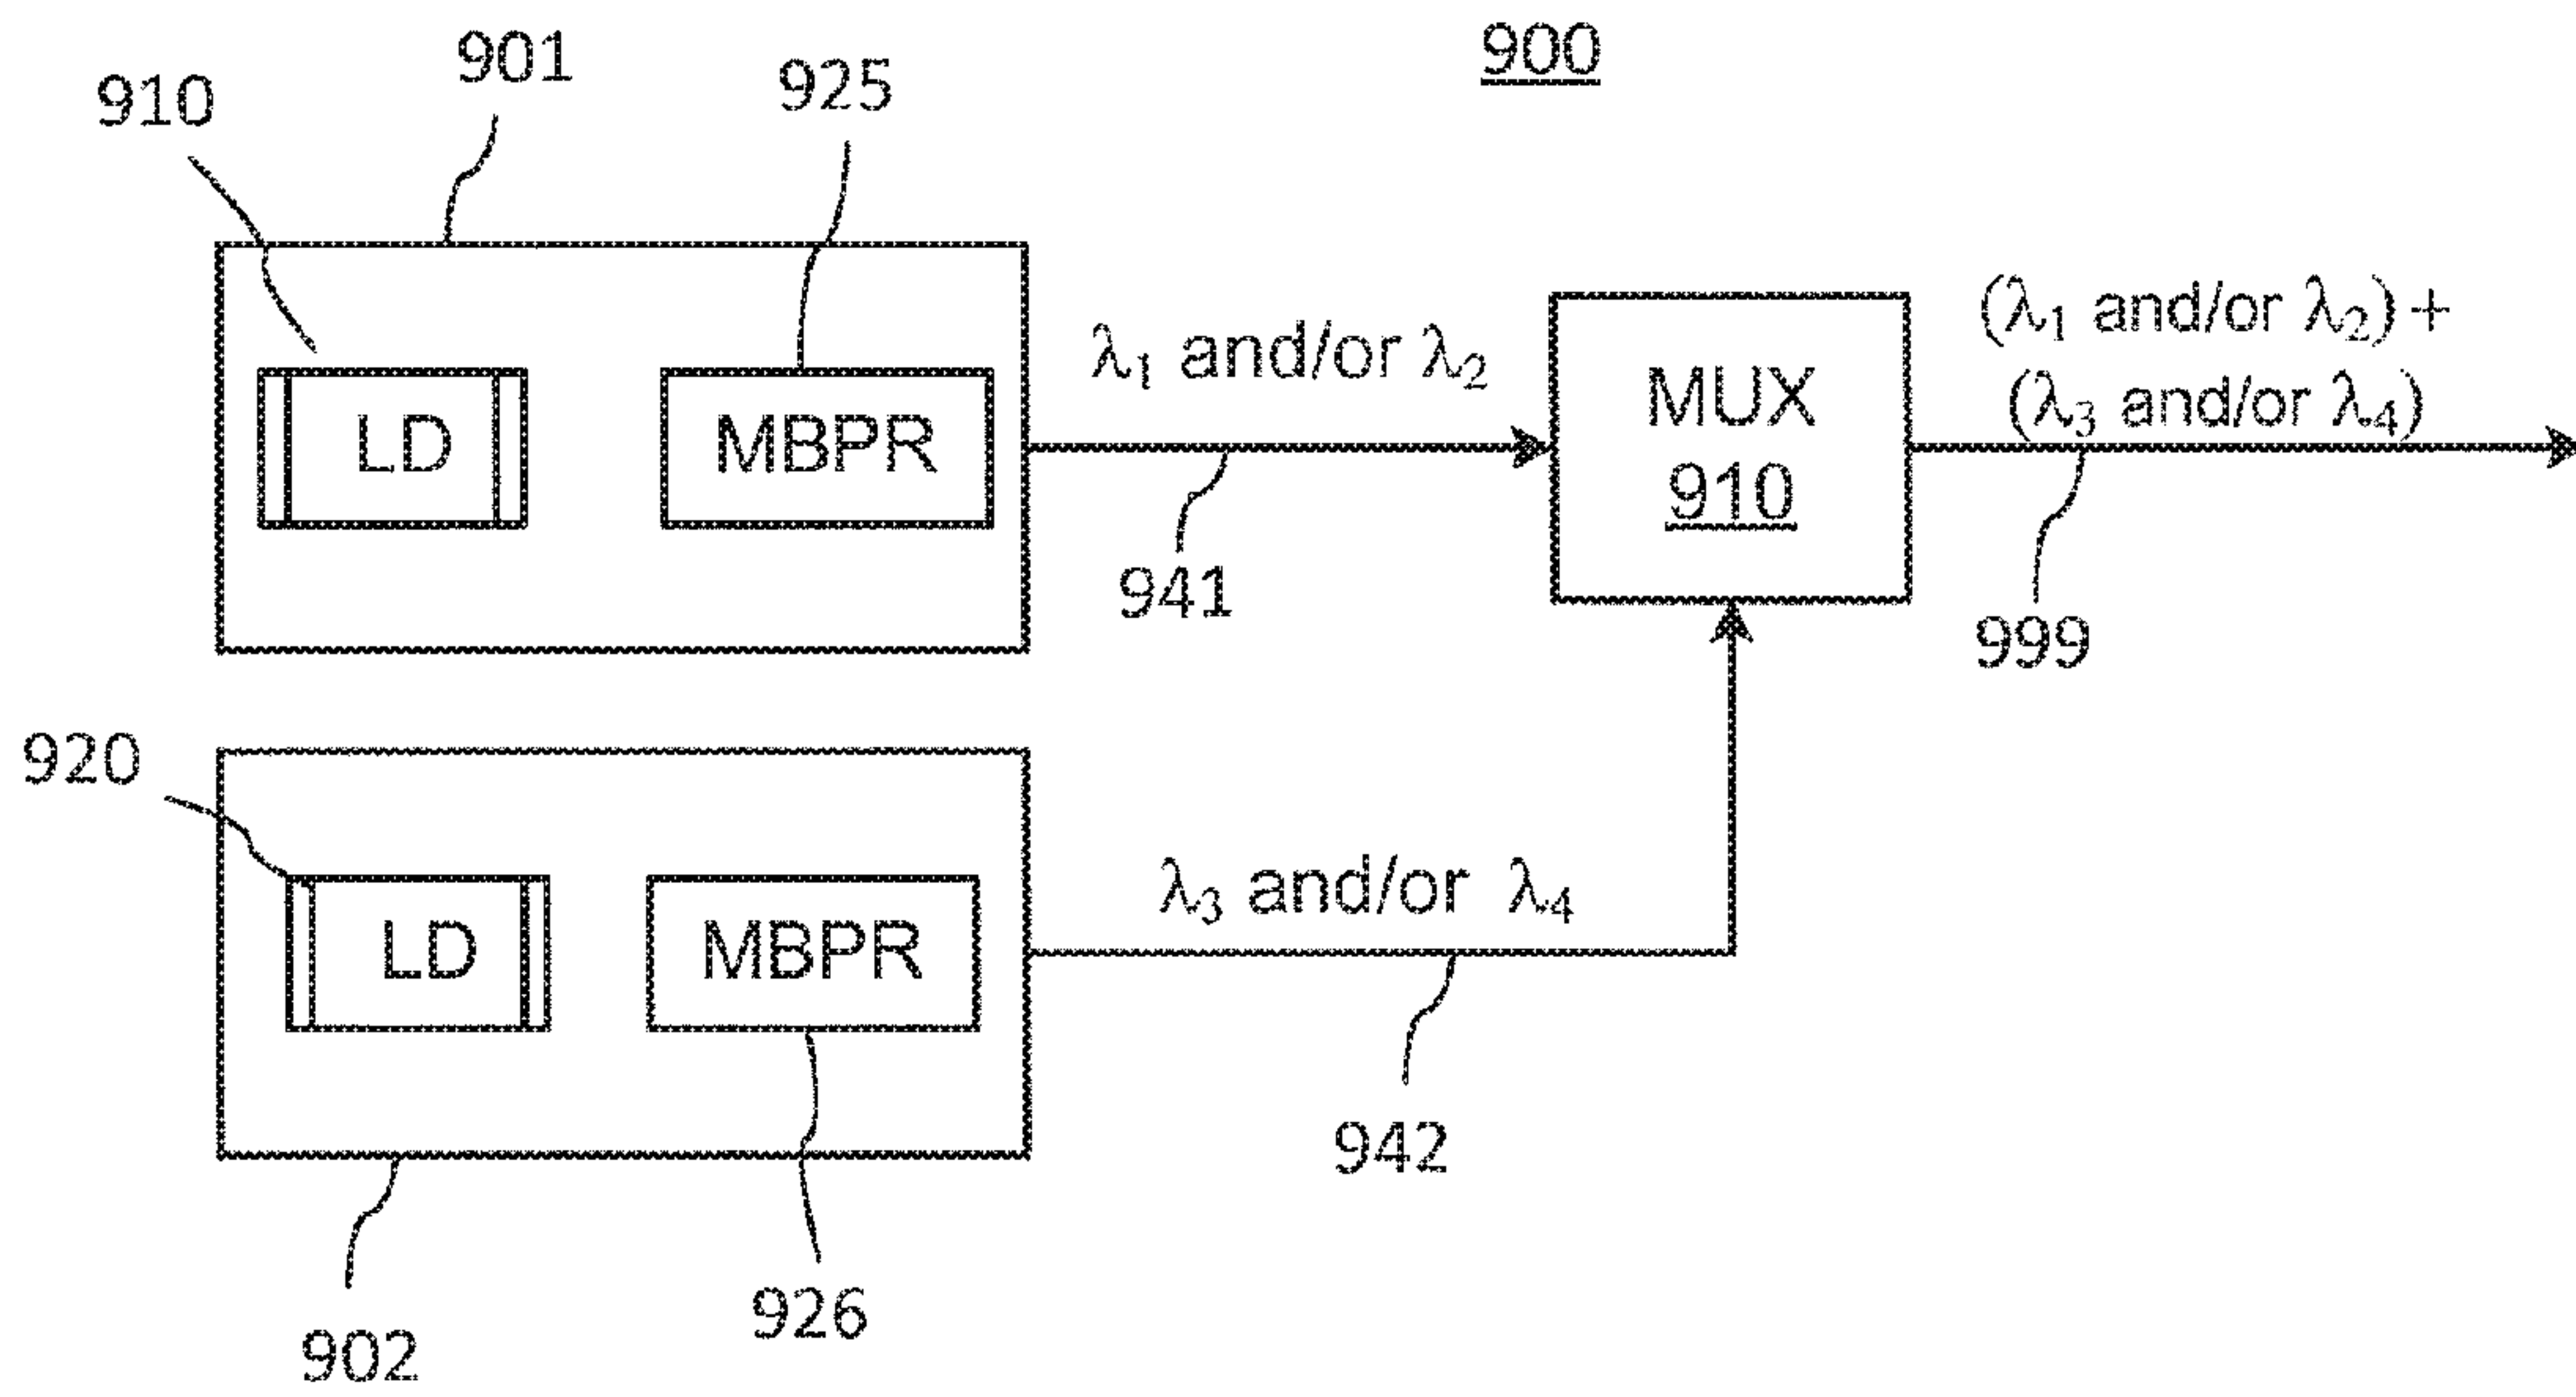 900
901
910
925
LD
MBPR
λ₁ and/or λ₂
941
MUX
910
(λ₁ and/or λ₂) +
(λ₃ and/or λ₄)
999
920
LD
MBPR
λ₃ and/or λ₄
942
926
902